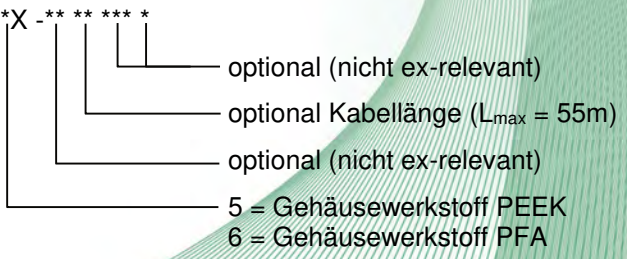 *X -** ** *** *
optional (nicht ex-relevant)
optional Kabellänge (Lmax = 55m)
optional (nicht ex-relevant)
5 = Gehäusewerkstoff PEEK
6 = Gehäusewerkstoff PFA